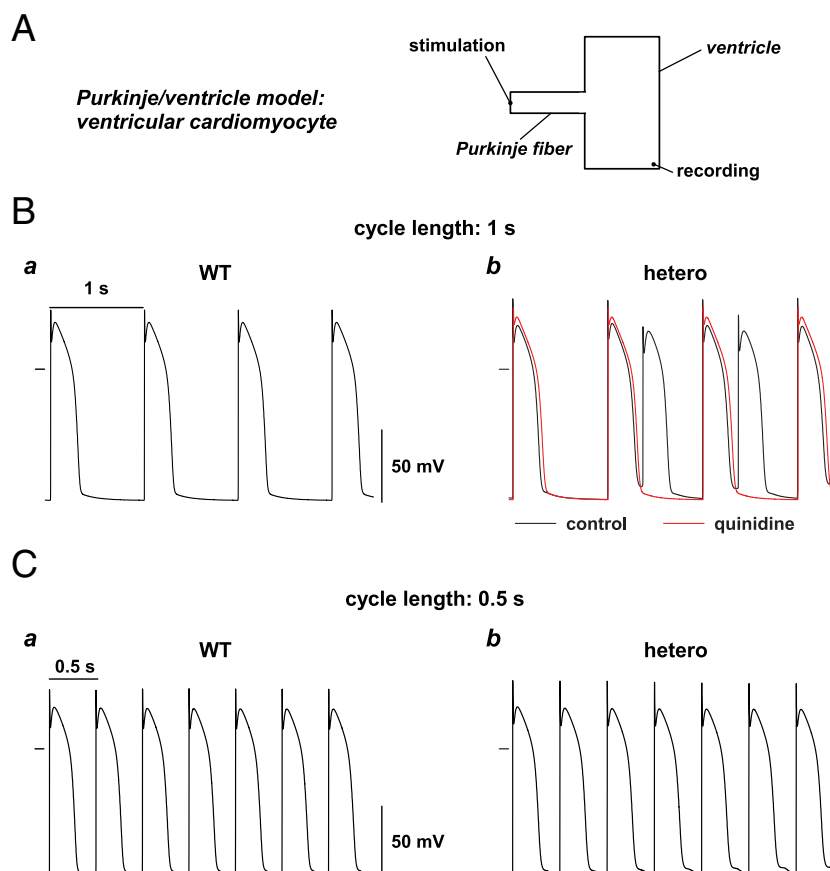 A
stimulation
ventricle
Purkinje/ventricle model:
ventricular cardiomyocyte
Purkinje fiber
recording
B
cycle length: 1 s
a
WT
b
hetero
1 s
50 mV
control
quinidine
C
cycle length: 0.5 s
a
WT
b
hetero
0.5 s
50 mV